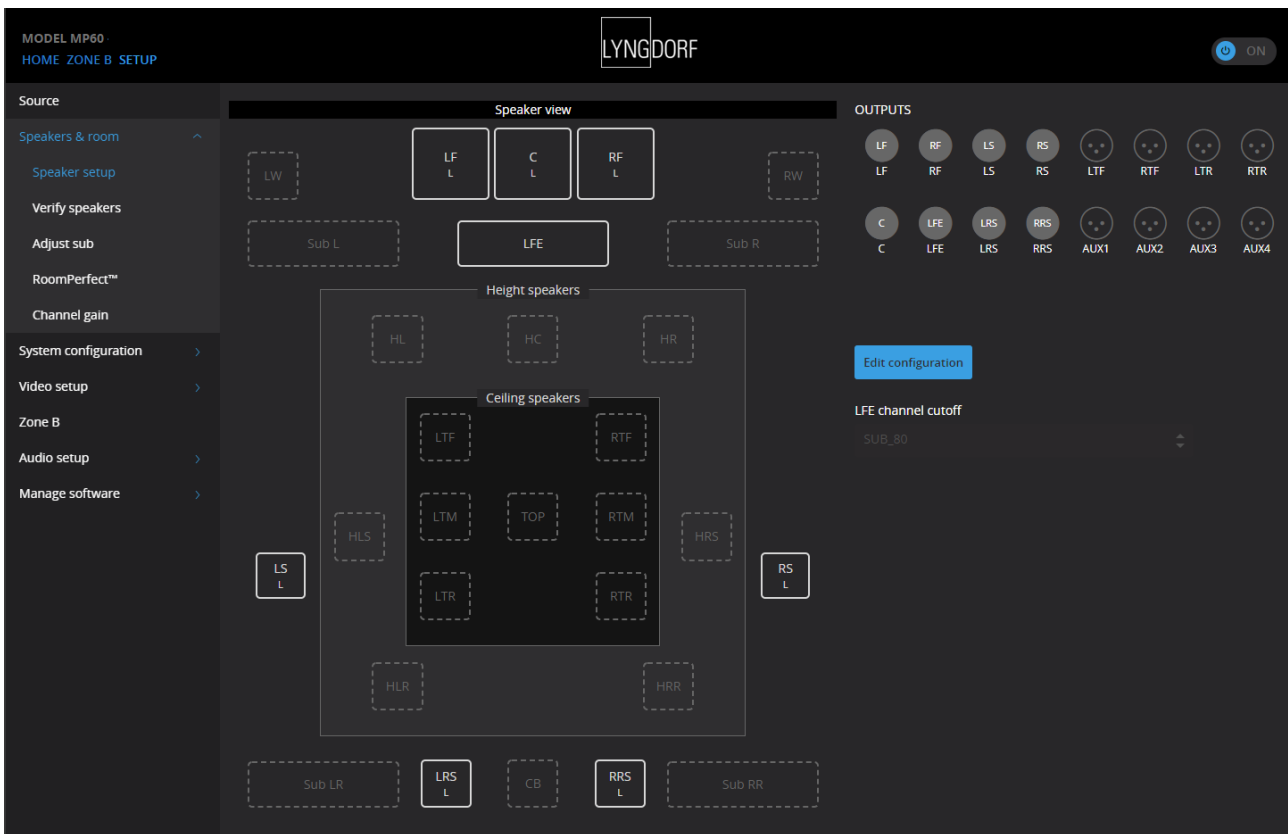 MODEL MP60
HOME ZONE B SETUP
LYNGDORF
ON
Source
Speakers & room
Speaker setup
Verify speakers
Adjust sub
RoomPerfect™
Channel gain
System configuration
Video setup
Zone B
Audio setup
Manage software
Speaker view
LW
LF
L
C
L
RF
L
RW
Sub L
LFE
Sub R
Height speakers
HL
HC
HR
Ceiling speakers
LTF
RTF
LTM
TOP
RTM
HLS
HRS
LS
L
RS
L
LTR
RTR
HLR
HRR
Sub LR
LRS
L
CB
RRS
L
Sub RR
OUTPUTS
LF RF LS RS
LF RF LS RS LTF RTF LTR RTR
C LFE LRS RRS
C LFE LRS RRS AUX1 AUX2 AUX3 AUX4
Edit configuration
LFE channel cutoff
SUB_80